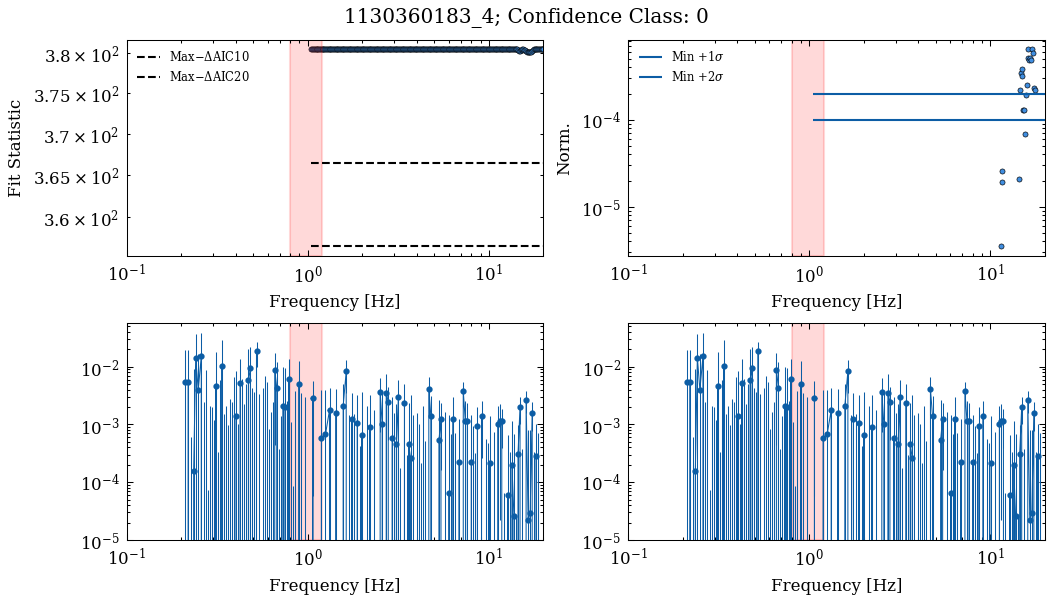 1130360183_4; Confidence Class: 0
Fit Statistic
3.8 × 10²
3.75 × 10²
3.7 × 10²
3.65 × 10²
3.6 × 10²
Max−ΔAIC10
Max−ΔAIC20
10⁻¹ 10⁰ 10¹
Frequency [Hz]
Norm.
10⁻⁴
10⁻⁵
Min +1σ
Min +2σ
10⁻¹ 10⁰ 10¹
Frequency [Hz]
10⁻²
10⁻³
10⁻⁴
10⁻⁵
10⁻¹ 10⁰ 10¹
Frequency [Hz]
10⁻²
10⁻³
10⁻⁴
10⁻⁵
10⁻¹ 10⁰ 10¹
Frequency [Hz]